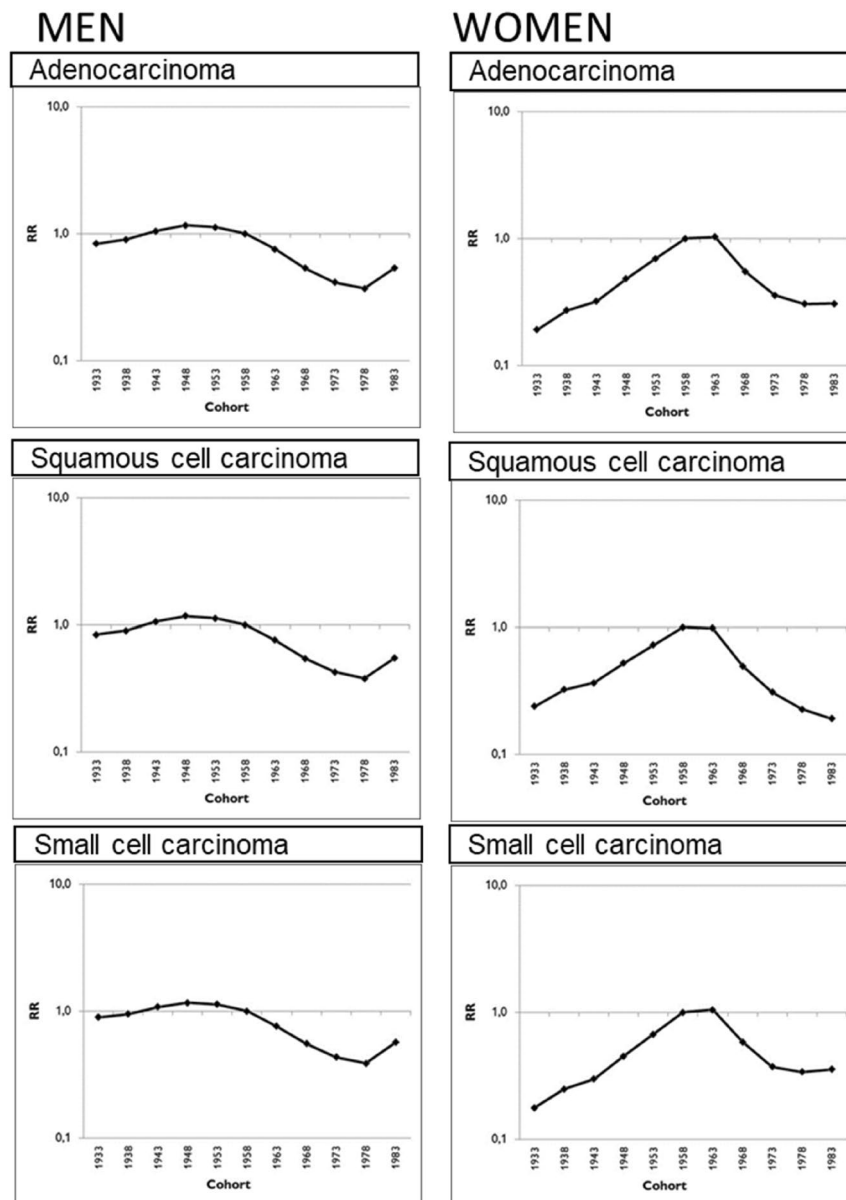 MEN
WOMEN
Adenocarcinoma
Adenocarcinoma
10,0
RR
1,0
0,1
1933 1938 1943 1948 1953 1958 1963 1968 1973 1978 1983
Cohort
10,0
RR
1,0
0,1
1933 1938 1943 1948 1953 1958 1963 1968 1973 1978 1983
Cohort
Squamous cell carcinoma
Squamous cell carcinoma
10,0
RR
1,0
0,1
1933 1938 1943 1948 1953 1958 1963 1968 1973 1978 1983
Cohort
10,0
RR
1,0
0,1
1933 1938 1943 1948 1953 1958 1963 1968 1973 1978 1983
Cohort
Small cell carcinoma
Small cell carcinoma
10,0
RR
1,0
0,1
1933 1938 1943 1948 1953 1958 1963 1968 1973 1978 1983
Cohort
10,0
RR
1,0
0,1
1933 1938 1943 1948 1953 1958 1963 1968 1973 1978 1983
Cohort